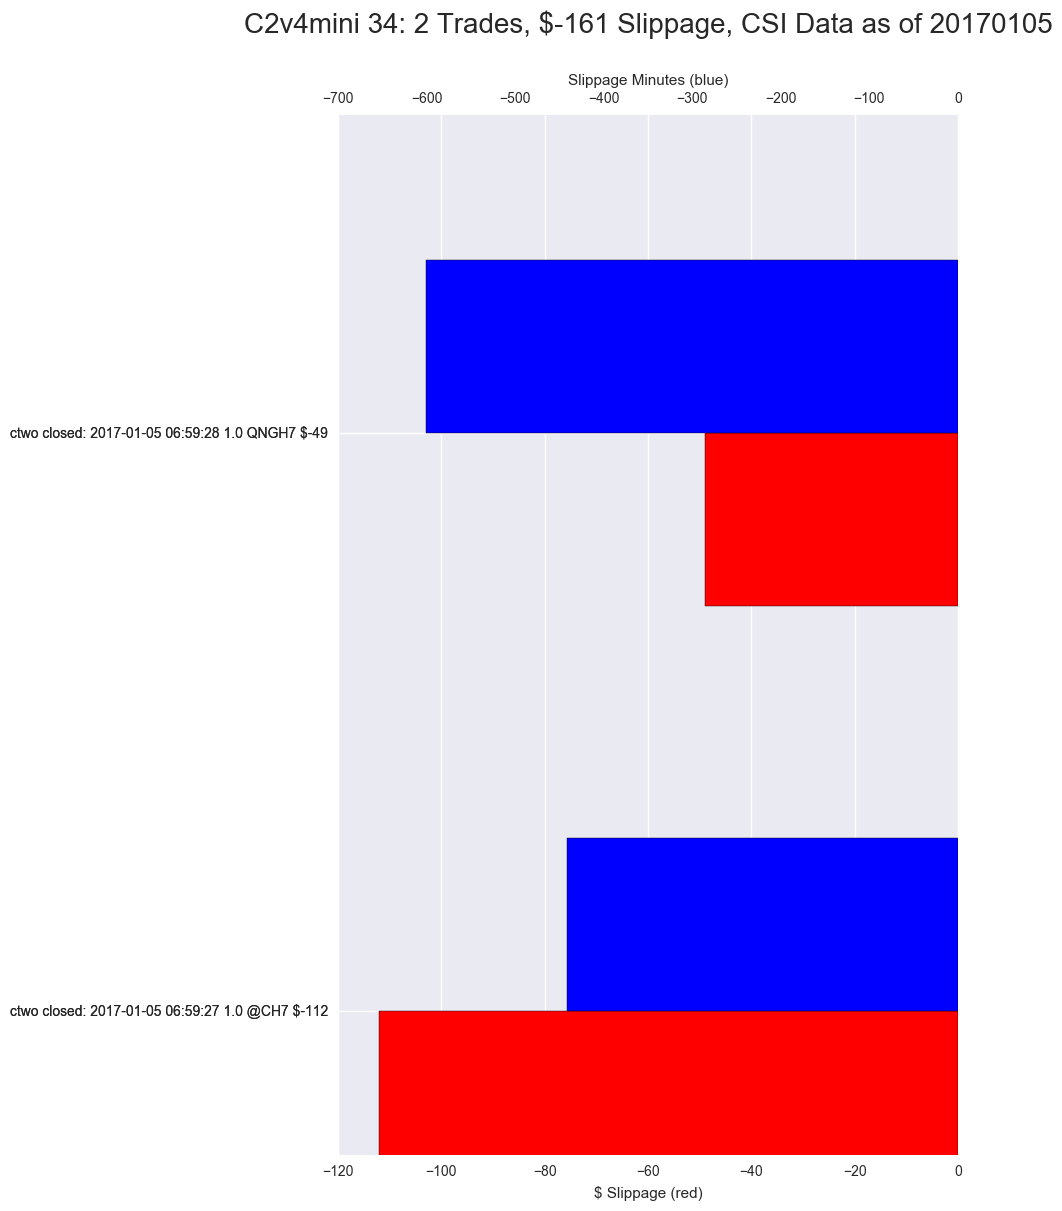 C2v4mini 34: 2 Trades, $-161 Slippage, CSI Data as of 20170105
Slippage Minutes (blue)
−700 −600 −500 −400 −300 −200 −100 0
ctwo closed: 2017-01-05 06:59:28 1.0 QNGH7 $-49
ctwo closed: 2017-01-05 06:59:27 1.0 @CH7 $-112
−120 −100 −80 −60 −40 −20 0
$ Slippage (red)